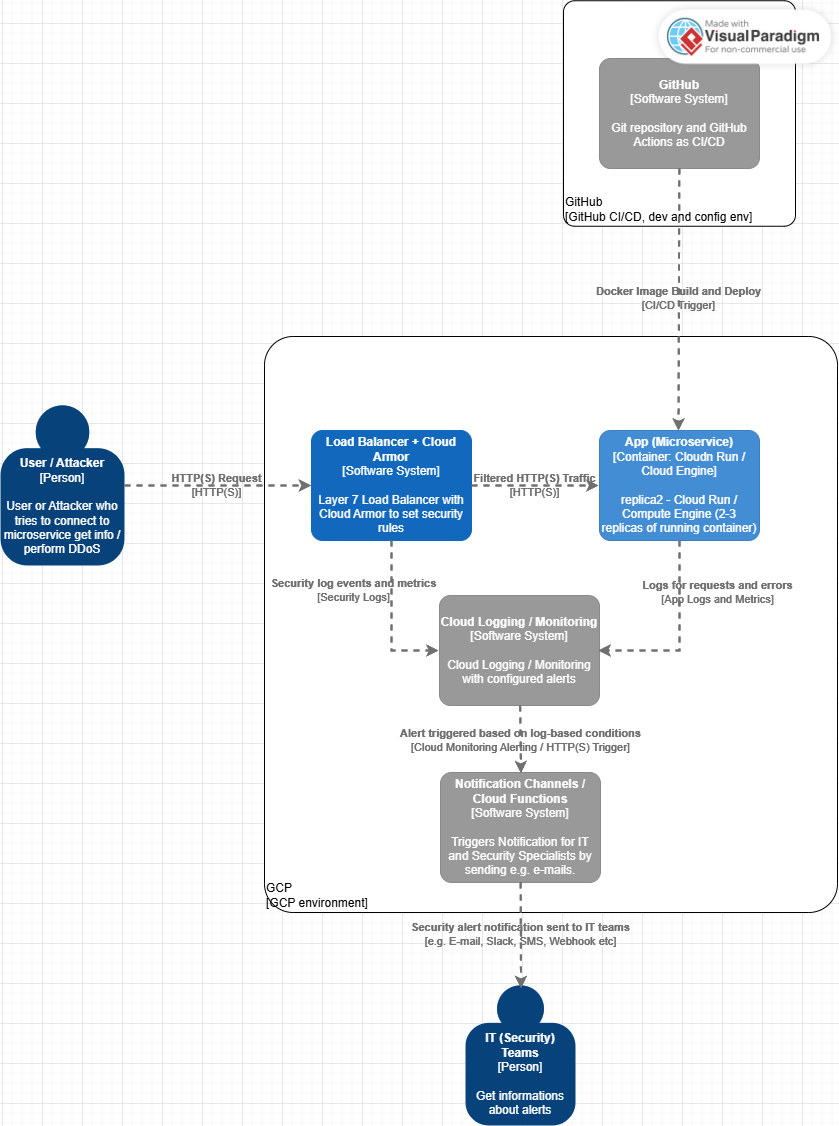 Made with
VisualParadigm
For non-commercial use
GitHub
[Software System]
Git repository and GitHub
Actions as CI/CD
GitHub
[GitHub CI/CD, dev and config env]
Docker Image Build and Deploy
[CI/CD Trigger]
User / Attacker
[Person]
User or Attacker who
tries to connect to
microservice get info /
perform DDoS
HTTP(S) Request
[HTTP(S)]
Load Balancer + Cloud
Armor
[Software System]
Layer 7 Load Balancer with
Cloud Armor to set security
rules
Filtered HTTP(S) Traffic
[HTTP(S)]
App (Microservice)
[Container: Cloudn Run /
Cloud Engine]
replica2 - Cloud Run /
Compute Engine (2-3
replicas of running container)
Security log events and metrics
[Security Logs]
Logs for requests and errors
[App Logs and Metrics]
Cloud Logging / Monitoring
[Software System]
Cloud Logging / Monitoring
with configured alerts
Alert triggered based on log-based conditions
[Cloud Monitoring Alerting / HTTP(S) Trigger]
Notification Channels /
Cloud Functions
[Software System]
Triggers Notification for IT
and Security Specialists by
sending e.g. e-mails.
GCP
[GCP environment]
Security alert notification sent to IT teams
[e.g. E-mail, Slack, SMS, Webhook etc]
IT (Security)
Teams
[Person]
Get informations
about alerts